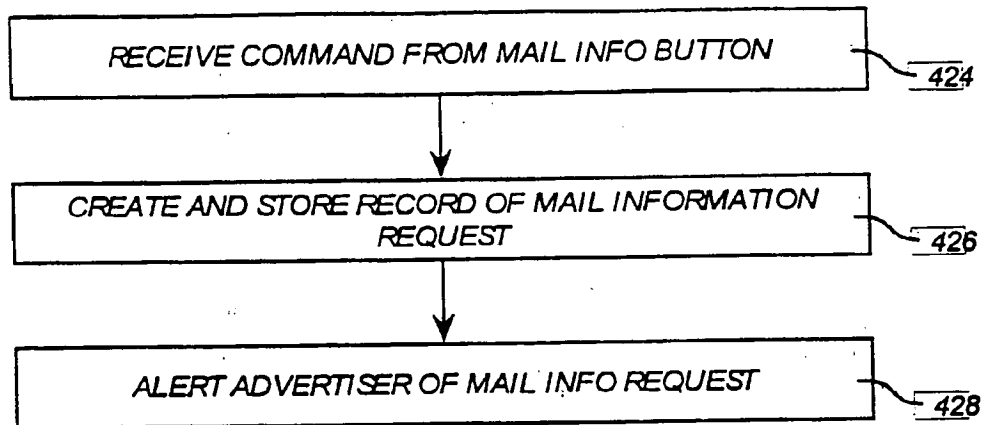 RECEIVE COMMAND FROM MAIL INFO BUTTON
424
CREATE AND STORE RECORD OF MAIL INFORMATION
REQUEST
426
ALERT ADVERTISER OF MAIL INFO REQUEST
428